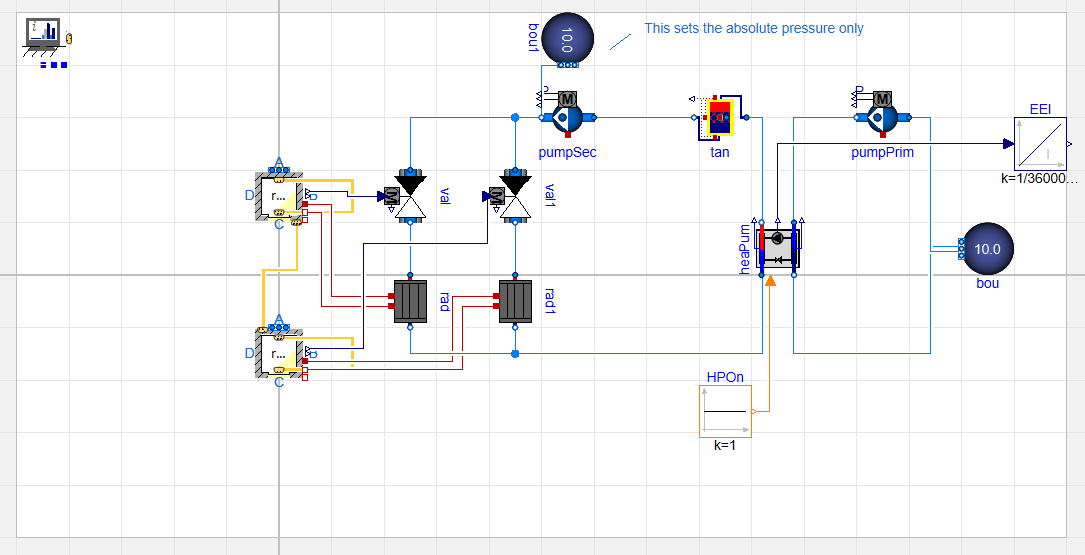 i
bou1
10.0
This sets the absolute pressure only
P
M
P
M
EEI
I
pumpSec
tan
pumpPrim
k=1/36000...
A
D
r...
B
C
M
val
M
val1
heaPum
10.0
bou
rad
rad1
A
D
r...
B
C
HPOn
k=1